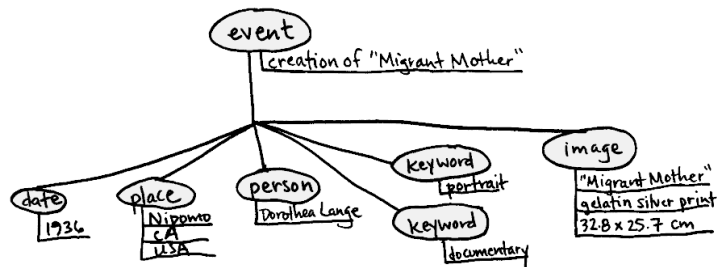 event
creation of "Migrant Mother"
date
1936
place
Nipomo
CA
USA
person
Dorothea Lange
keyword
portrait
keyword
documentary
image
"Migrant Mother"
gelatin silver print
32.8 x 25.7 cm